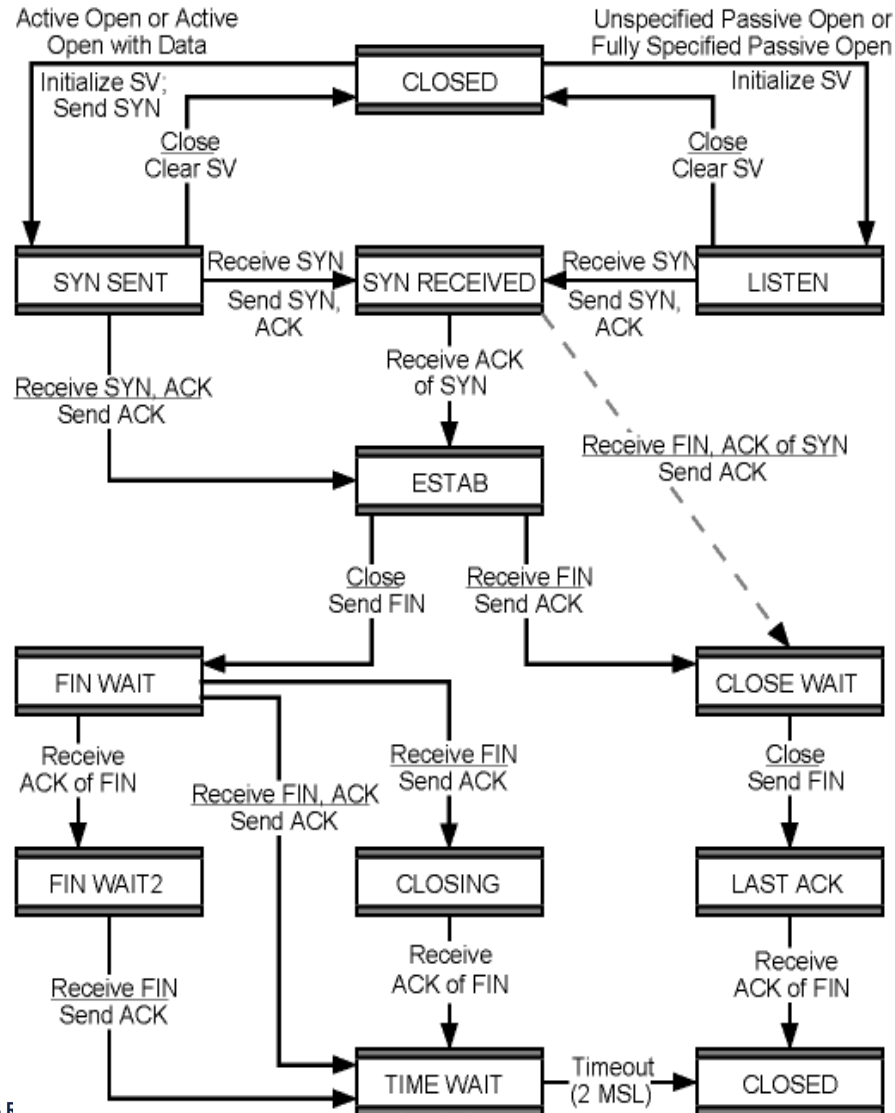 Active Open or Active
Open with Data
Unspecified Passive Open or
Fully Specified Passive Open
CLOSED
Initialize SV;
Send SYN
Initialize SV
Close
Clear SV
Close
Clear SV
SYN SENT
Receive SYN
Send SYN,
ACK
SYN RECEIVED
Receive SYN
Send SYN,
ACK
LISTEN
Receive SYN, ACK
Send ACK
Receive ACK
of SYN
Receive FIN, ACK of SYN
Send ACK
ESTAB
Close
Send FIN
Receive FIN
Send ACK
FIN WAIT
CLOSE WAIT
Receive
ACK of FIN
Receive FIN, ACK
Send ACK
Receive FIN
Send ACK
Close
Send FIN
FIN WAIT2
CLOSING
LAST ACK
Receive FIN
Send ACK
Receive
ACK of FIN
Receive
ACK of FIN
TIME WAIT
Timeout
(2 MSL)
CLOSED